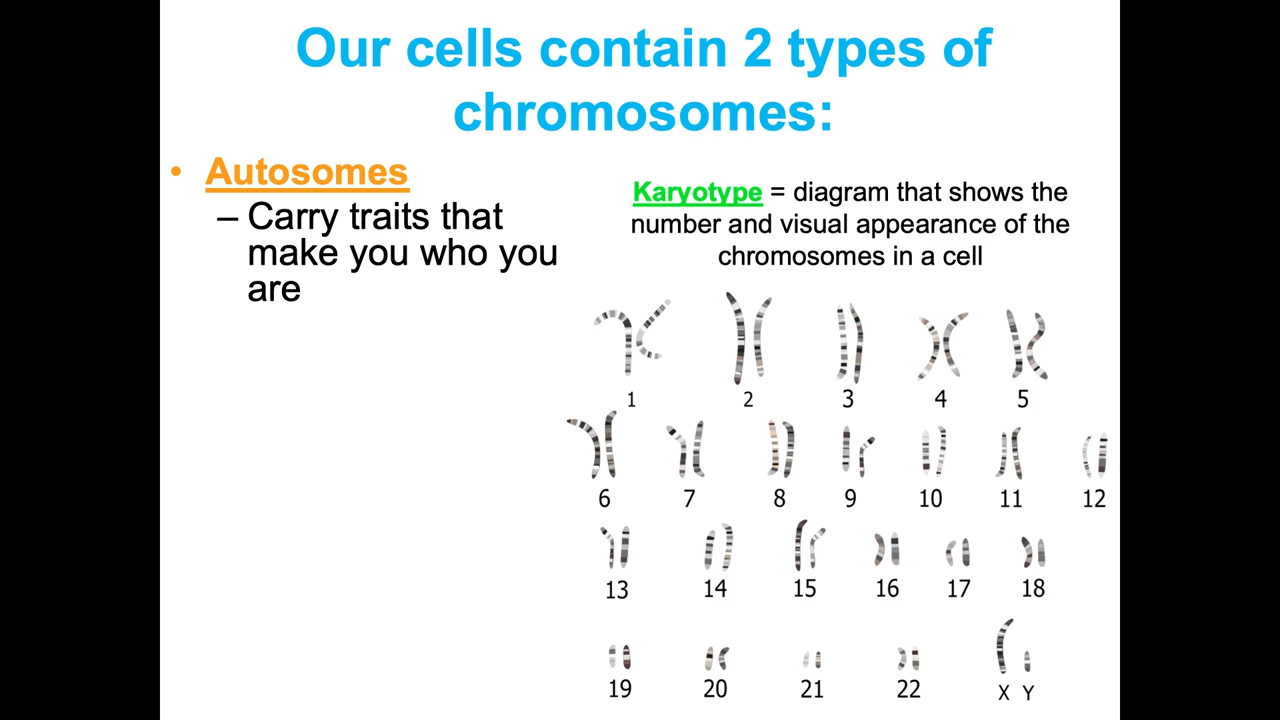 Our cells contain 2 types of
chromosomes:
• Autosomes
– Carry traits that
make you who you
are
Karyotype = diagram that shows the
number and visual appearance of the
chromosomes in a cell
1 2 3 4 5
6 7 8 9 10 11 12
13 14 15 16 17 18
19 20 21 22 X Y